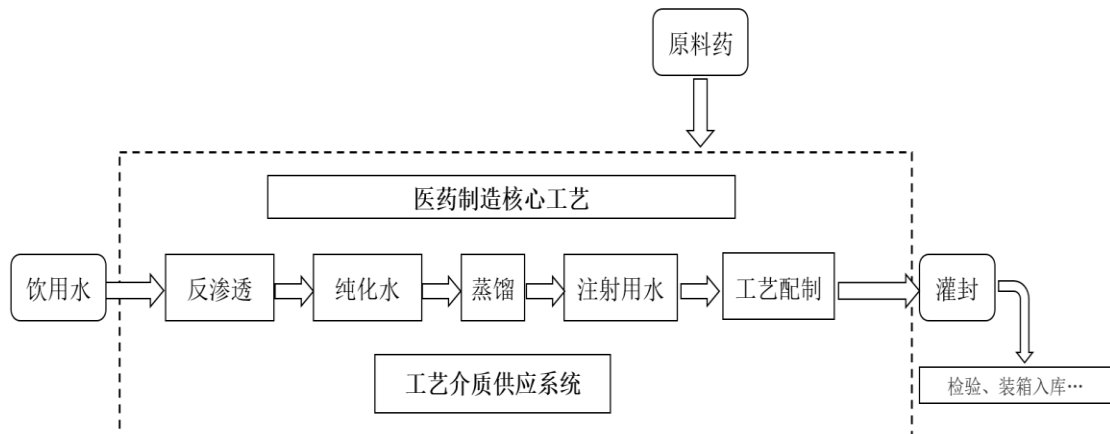 原料药
医药制造核心工艺
饮用水
反渗透
纯化水
蒸馏
注射用水
工艺配制
灌封
工艺介质供应系统
检验、装箱入库…